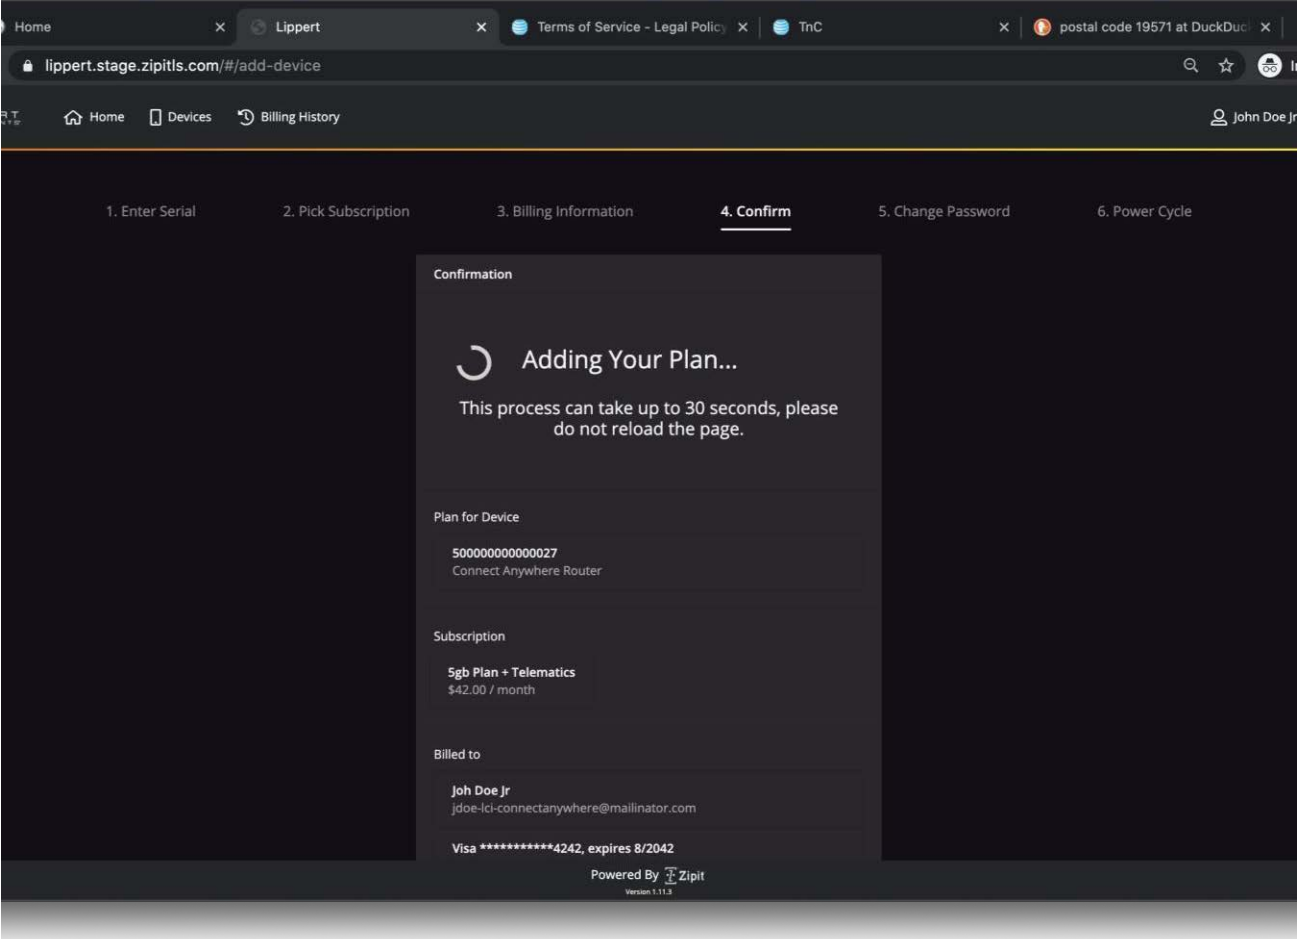 Home
Lippert
Terms of Service - Legal Policy
TnC
postal code 19571 at DuckDuc
lippert.stage.zipitls.com/#/add-device
Home
Devices
Billing History
John Doe Jr
1. Enter Serial
2. Pick Subscription
3. Billing Information
4. Confirm
5. Change Password
6. Power Cycle
Confirmation
Adding Your Plan...
This process can take up to 30 seconds, please
do not reload the page.
Plan for Device
500000000000027
Connect Anywhere Router
Subscription
5gb Plan + Telematics
$42.00 / month
Billed to
Joh Doe Jr
jdoe-lci-connectanywhere@mailinator.com
Visa ***********4242, expires 8/2042
Powered By Zipit
Version 1.11.3